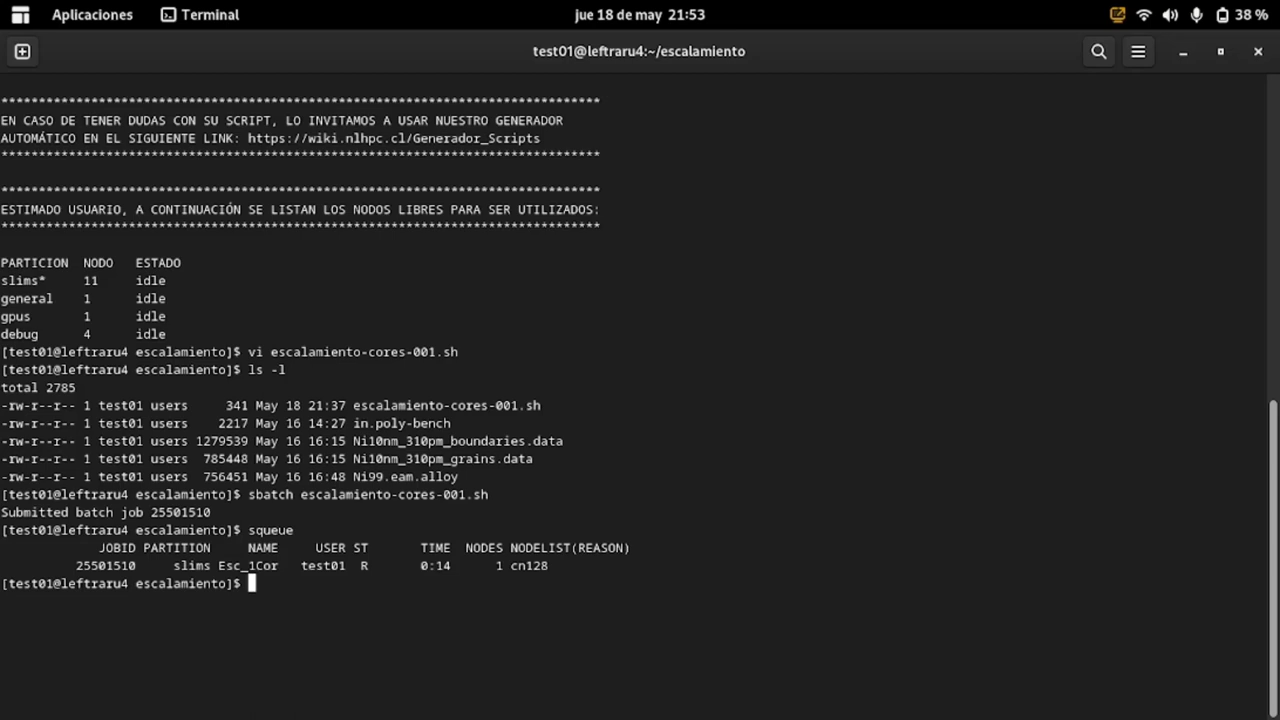 Aplicaciones Terminal jue 18 de may 21:53 38 %
test01@leftraru4:~/escalamiento
********************************************************************************
EN CASO DE TENER DUDAS CON SU SCRIPT, LO INVITAMOS A USAR NUESTRO GENERADOR
AUTOMÁTICO EN EL SIGUIENTE LINK: https://wiki.nlhpc.cl/Generador_Scripts
********************************************************************************
********************************************************************************
ESTIMADO USUARIO, A CONTINUACIÓN SE LISTAN LOS NODOS LIBRES PARA SER UTILIZADOS:
********************************************************************************
PARTICION NODO ESTADO
slims* 11 idle
general 1 idle
gpus 1 idle
debug 4 idle
[test01@leftraru4 escalamiento]$ vi escalamiento-cores-001.sh
[test01@leftraru4 escalamiento]$ ls -l
total 2785
-rw-r--r-- 1 test01 users 341 May 18 21:37 escalamiento-cores-001.sh
-rw-r--r-- 1 test01 users 2217 May 16 14:27 in.poly-bench
-rw-r--r-- 1 test01 users 1279539 May 16 16:15 Ni10nm_310pm_boundaries.data
-rw-r--r-- 1 test01 users 785448 May 16 16:15 Ni10nm_310pm_grains.data
-rw-r--r-- 1 test01 users 756451 May 16 16:48 Ni99.eam.alloy
[test01@leftraru4 escalamiento]$ sbatch escalamiento-cores-001.sh
Submitted batch job 25501510
[test01@leftraru4 escalamiento]$ squeue
JOBID PARTITION NAME USER ST TIME NODES NODELIST(REASON)
25501510 slims Esc_1Cor test01 R 0:14 1 cn128
[test01@leftraru4 escalamiento]$